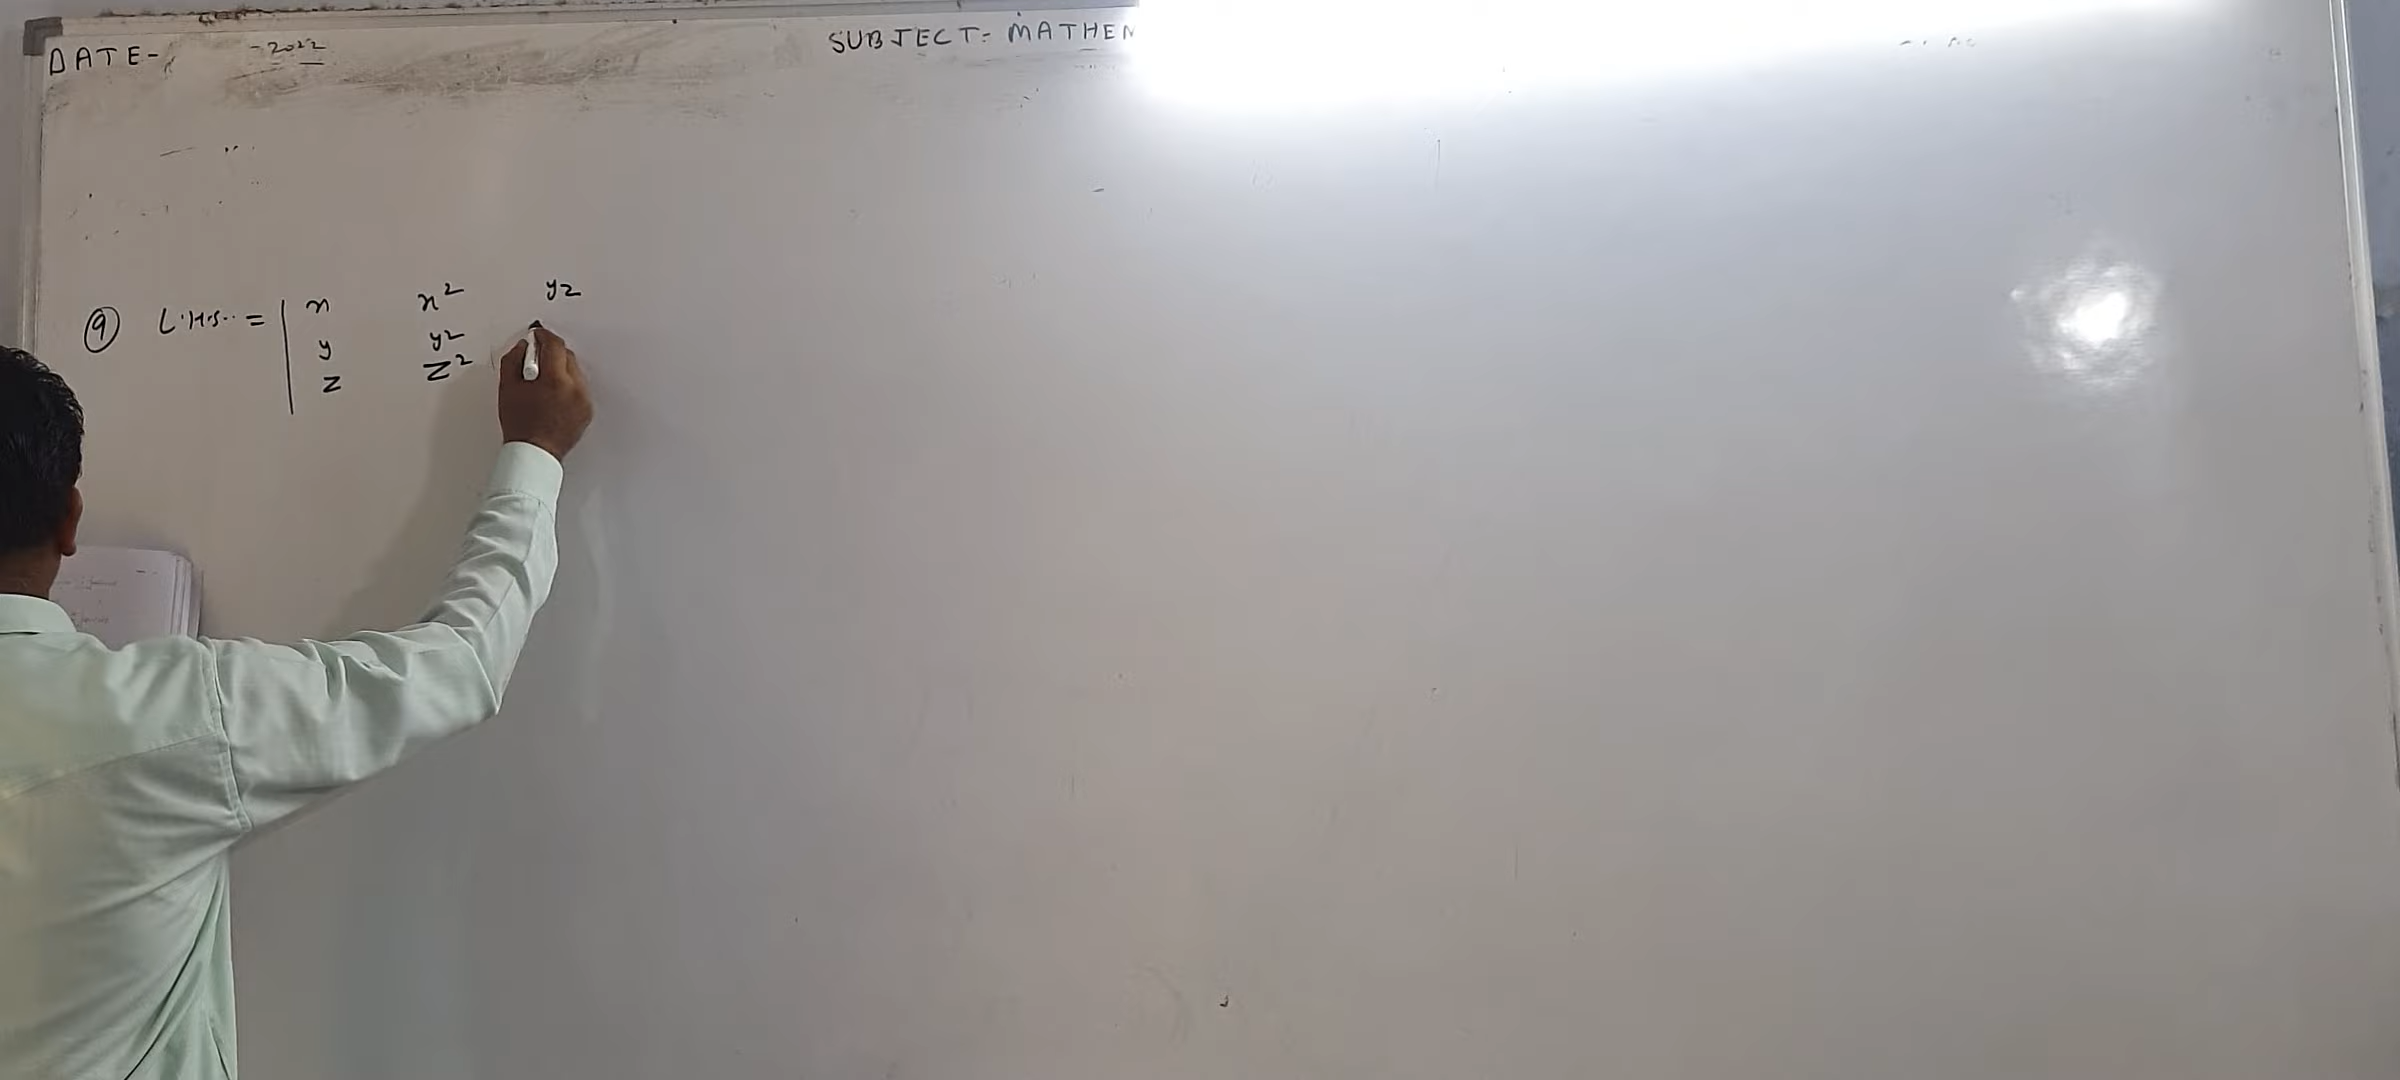 DATE- -2022 SUBJECT:- MATHEM
⑨ L.H.S.. = | x x² yz
y y²
z z²